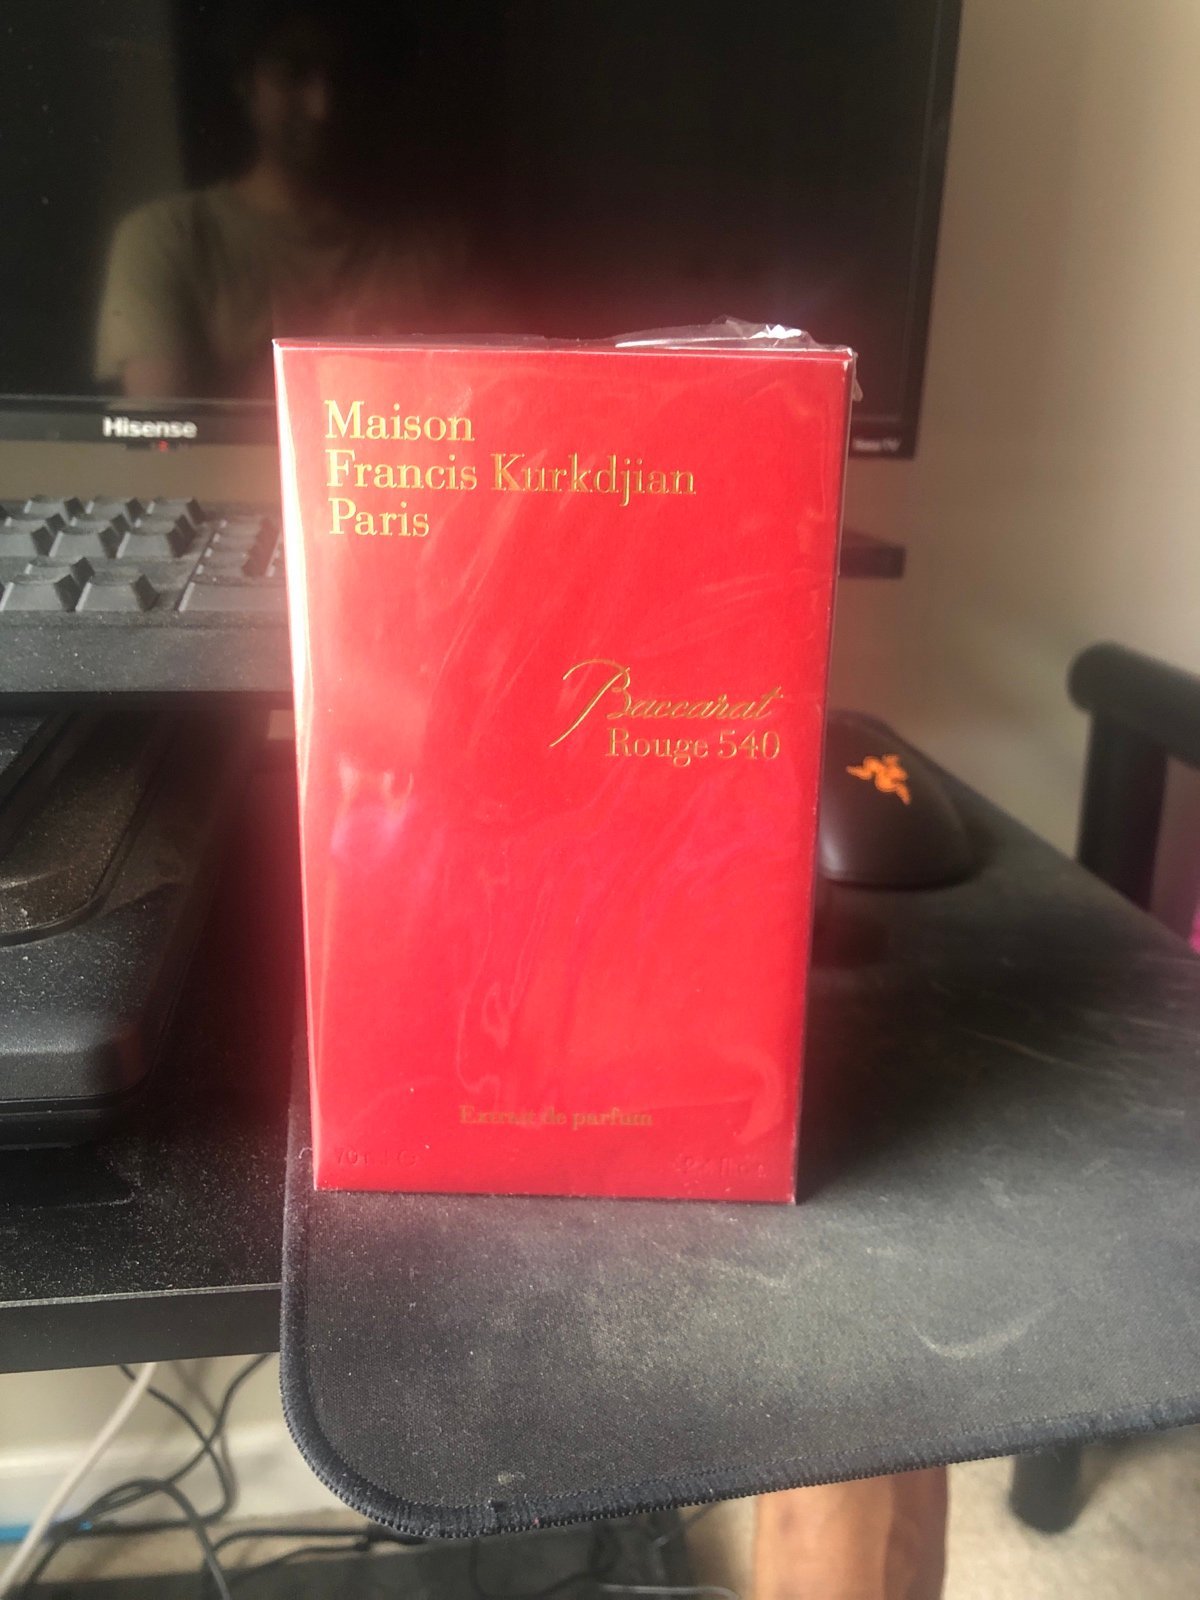 Hisense
Maison
Francis Kurkdjian
Paris
Baccarat
Rouge 540
Extrait de parfum